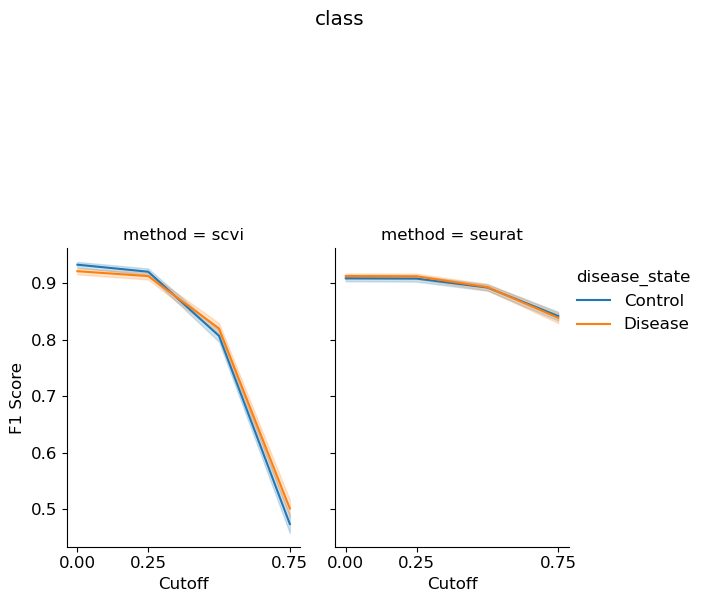 class
method = scvi
method = seurat
F1 Score
0.9
0.8
0.7
0.6
0.5
0.00 0.25 0.75
0.00 0.25 0.75
Cutoff
Cutoff
disease_state
Control
Disease